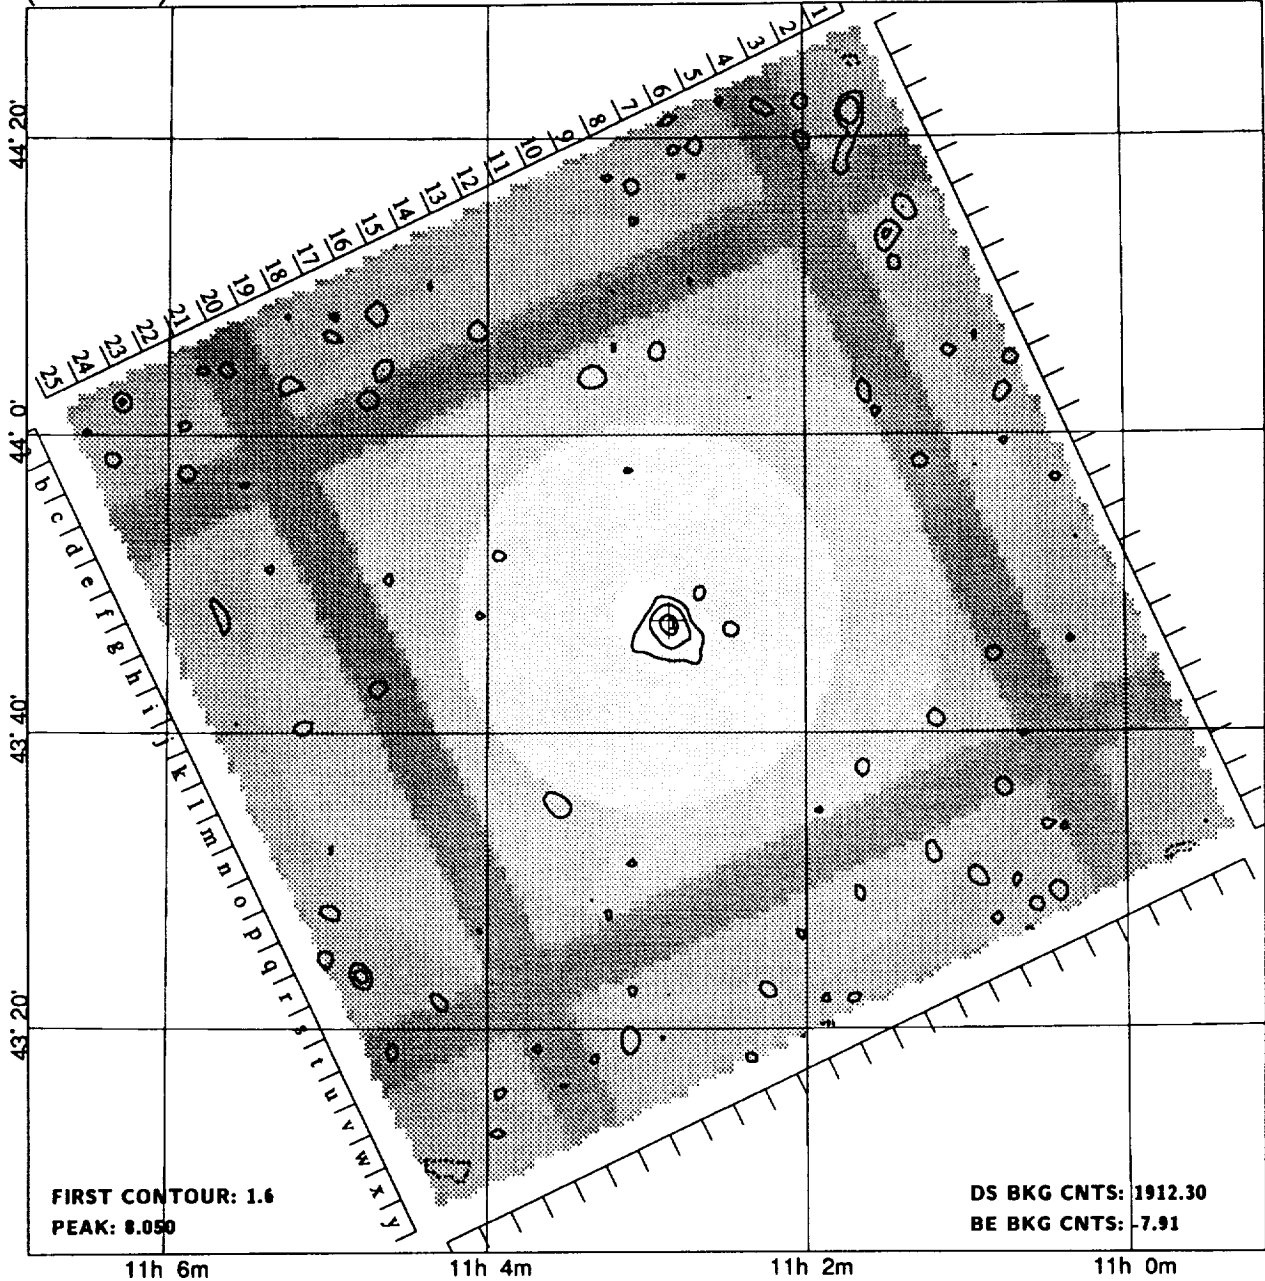 1
2
3
4
5
6
7
8
9
10
11
12
13
14
15
16
17
18
19
20
21
22
23
24
25
44° 20'
44° 0'
43° 40'
43° 20'
b
c
d
e
f
g
h
i
j
k
l
m
n
o
p
q
r
s
t
u
v
w
x
y
FIRST CONTOUR: 1.6
PEAK: 8.050
DS BKG CNTS: 1912.30
BE BKG CNTS: -7.91
11h 6m
11h 4m
11h 2m
11h 0m